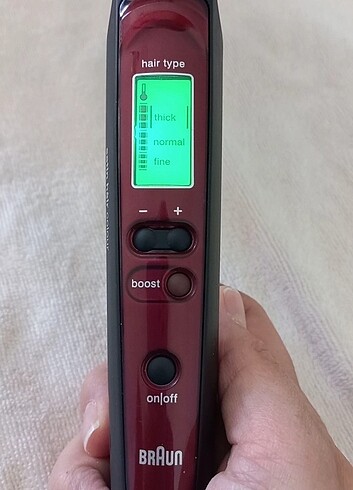 hair type
thick
normal
fine
− +
boost
on|off
BRAUN